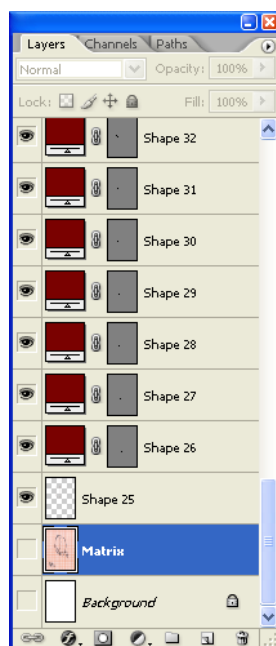 Layers Channels Paths
Normal Opacity: 100%
Lock: Fill: 100%
Shape 32
Shape 31
Shape 30
Shape 29
Shape 28
Shape 27
Shape 26
Shape 25
Matrix
Background